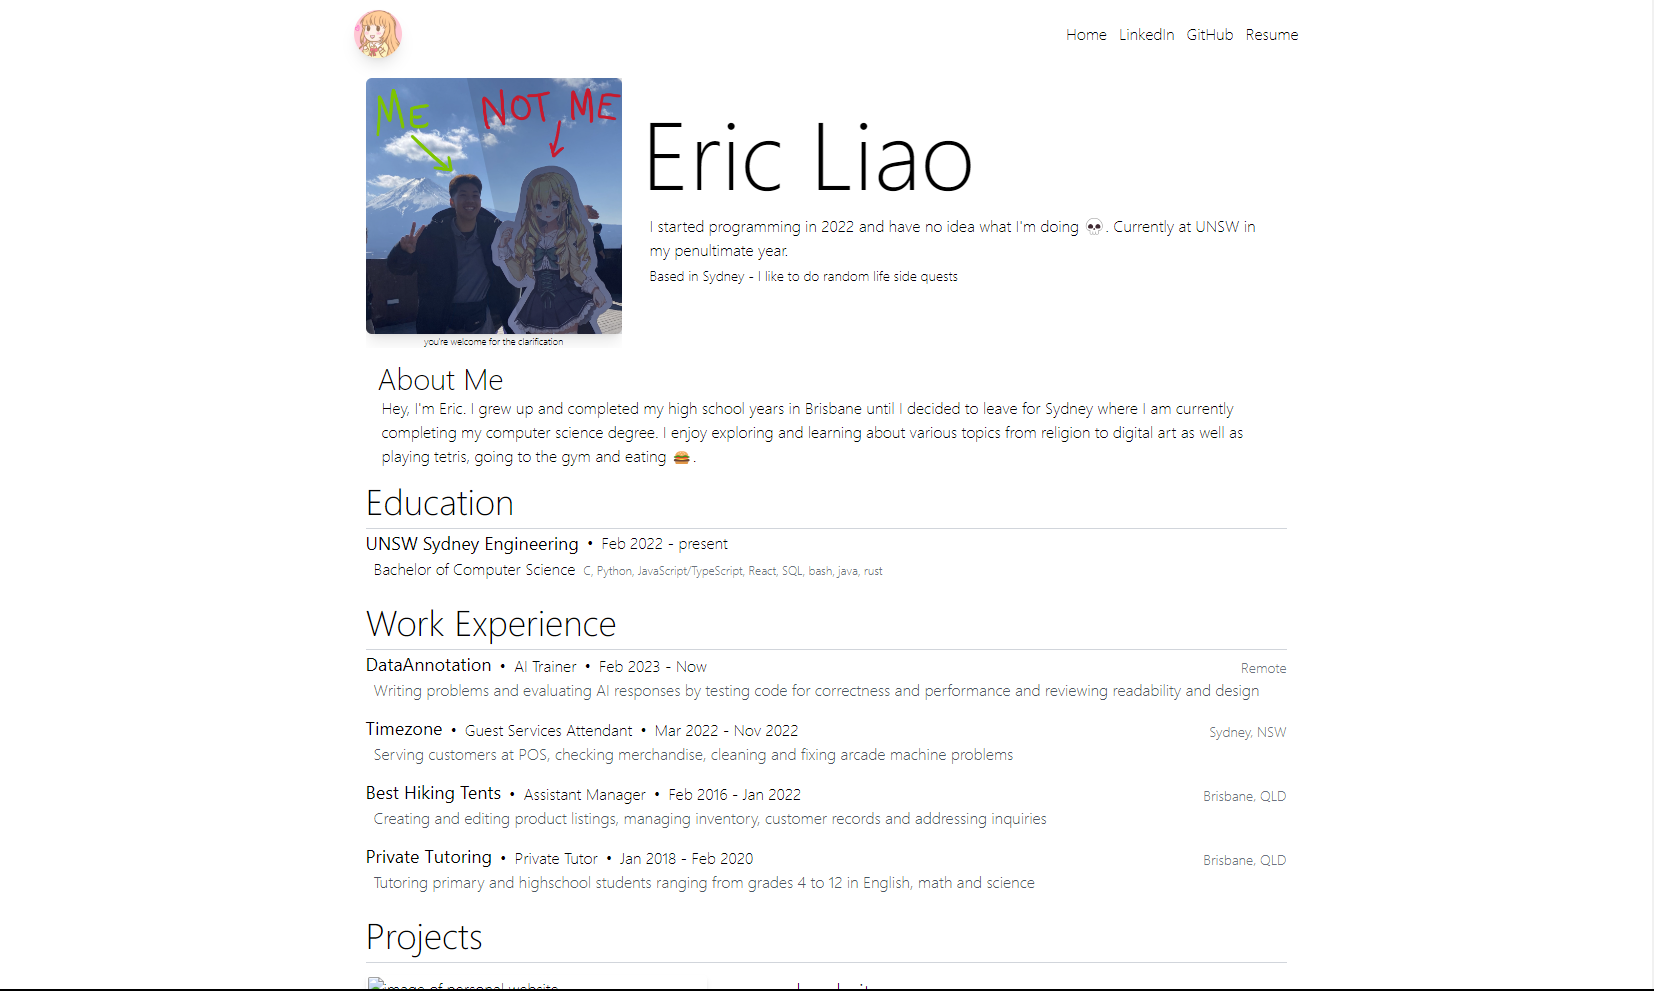 Home LinkedIn GitHub Resume
ME NOT ME
Eric Liao
I started programming in 2022 and have no idea what I'm doing 💀. Currently at UNSW in
my penultimate year.
Based in Sydney - I like to do random life side quests
you're welcome for the clarification
About Me
Hey, I'm Eric. I grew up and completed my high school years in Brisbane until I decided to leave for Sydney where I am currently
completing my computer science degree. I enjoy exploring and learning about various topics from religion to digital art as well as
playing tetris, going to the gym and eating 🍔.
Education
UNSW Sydney Engineering • Feb 2022 - present
Bachelor of Computer Science C, Python, JavaScript/TypeScript, React, SQL, bash, java, rust
Work Experience
DataAnnotation • AI Trainer • Feb 2023 - Now Remote
Writing problems and evaluating AI responses by testing code for correctness and performance and reviewing readability and design
Timezone • Guest Services Attendant • Mar 2022 - Nov 2022 Sydney, NSW
Serving customers at POS, checking merchandise, cleaning and fixing arcade machine problems
Best Hiking Tents • Assistant Manager • Feb 2016 - Jan 2022 Brisbane, QLD
Creating and editing product listings, managing inventory, customer records and addressing inquiries
Private Tutoring • Private Tutor • Jan 2018 - Feb 2020 Brisbane, QLD
Tutoring primary and highschool students ranging from grades 4 to 12 in English, math and science
Projects
image of personal website